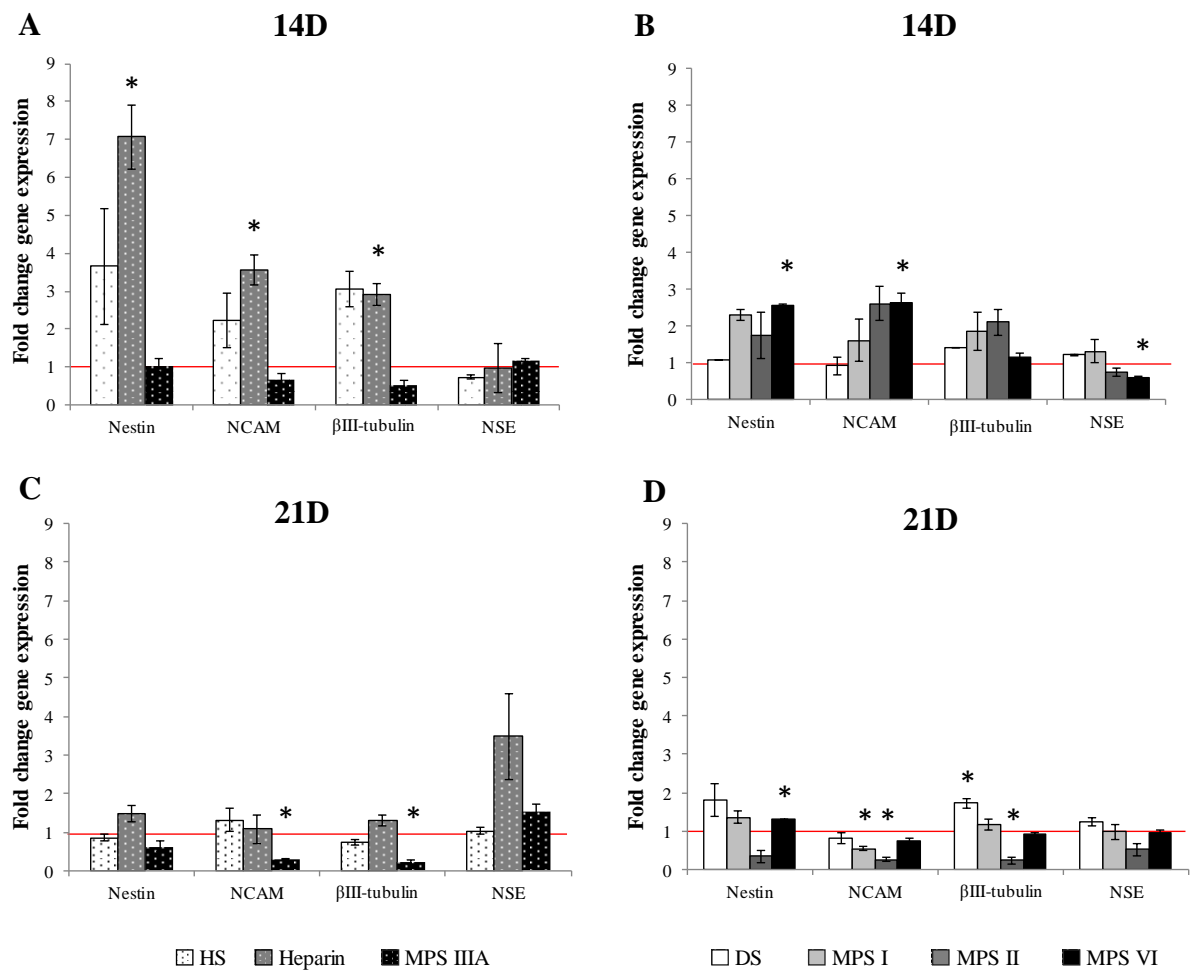 A
14D
Fold change gene expression
9
8
7
6
5
4
3
2
1
0
*
*
*
Nestin
NCAM
βIII-tubulin
NSE
B
14D
Fold change gene expression
9
8
7
6
5
4
3
2
1
0
*
*
*
Nestin
NCAM
βIII-tubulin
NSE
C
21D
Fold change gene expression
9
8
7
6
5
4
3
2
1
0
*
*
Nestin
NCAM
βIII-tubulin
NSE
HS
Heparin
MPS IIIA
D
21D
Fold change gene expression
9
8
7
6
5
4
3
2
1
0
*
* *
*
*
Nestin
NCAM
βIII-tubulin
NSE
DS
MPS I
MPS II
MPS VI